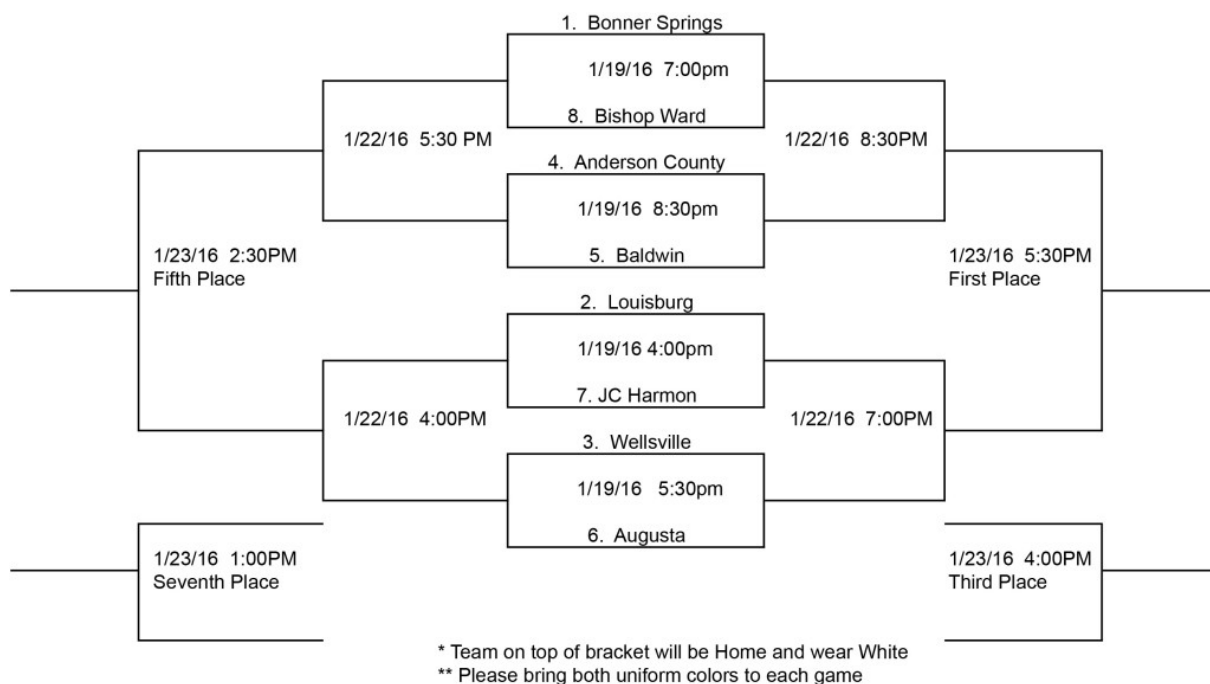 1. Bonner Springs
1/19/16 7:00pm
8. Bishop Ward
1/22/16 5:30 PM
1/22/16 8:30PM
4. Anderson County
1/19/16 8:30pm
5. Baldwin
1/23/16 2:30PM
Fifth Place
1/23/16 5:30PM
First Place
2. Louisburg
1/19/16 4:00pm
7. JC Harmon
1/22/16 4:00PM
1/22/16 7:00PM
3. Wellsville
1/19/16 5:30pm
6. Augusta
1/23/16 1:00PM
Seventh Place
1/23/16 4:00PM
Third Place
* Team on top of bracket will be Home and wear White
** Please bring both uniform colors to each game